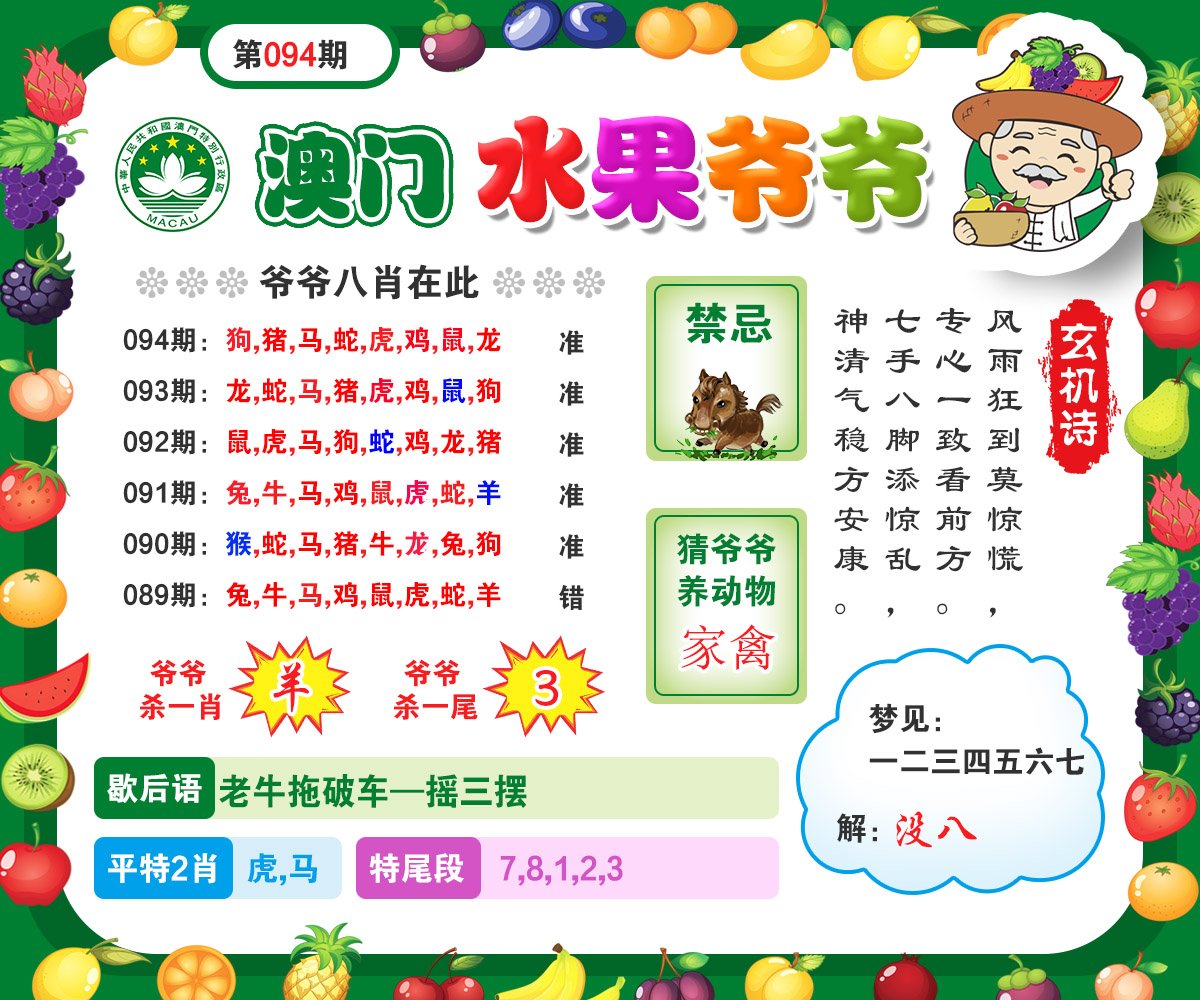 第094期
中華人民共和國澳門特別行政區
MACAU
澳门 水果爷爷
爷爷八肖在此
094期：狗,猪,马,蛇,虎,鸡,鼠,龙 准
093期：龙,蛇,马,猪,虎,鸡,鼠,狗 准
092期：鼠,虎,马,狗,蛇,鸡,龙,猪 准
091期：兔,牛,马,鸡,鼠,虎,蛇,羊 准
090期：猴,蛇,马,猪,牛,龙,兔,狗 准
089期：兔,牛,马,鸡,鼠,虎,蛇,羊 错
禁忌
猜爷爷
养动物
家禽
玄机诗
风雨狂到莫惊慌，
专心一致看前方。
七手八脚添惊乱，
神清气稳方安康。
爷爷
杀一肖
羊
爷爷
杀一尾
3
梦见：
一二三四五六七
解：没八
歇后语 老牛拖破车—摇三摆
平特2肖 虎,马
特尾段 7,8,1,2,3